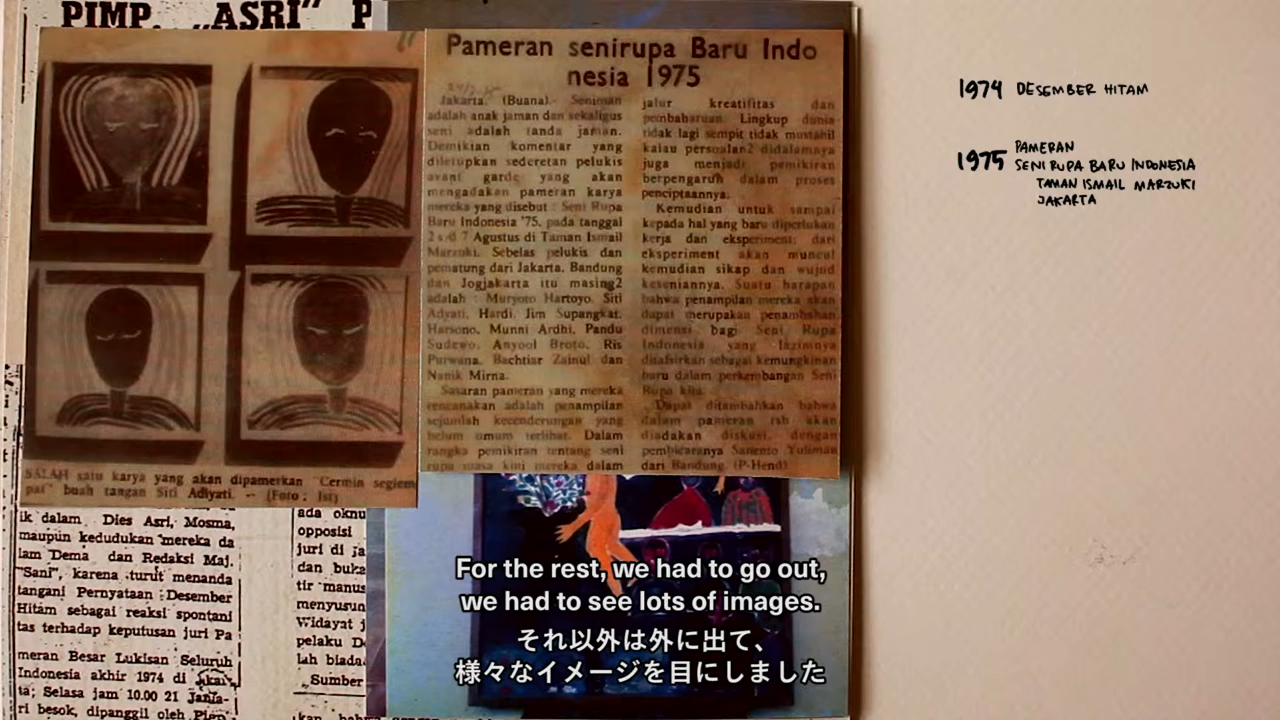 PIMP. „ASRI” P
Pameran senirupa Baru Indo
nesia 1975
Jakarta, (Buana). Seniman
adalah anak jaman dan sekaligus
seni adalah tanda jaman.
Demikian komentar yang
diletupkan sederetan pelukis
avant garde yang akan
mengadakan pameran karya
mereka yang disebut : Seni Rupa
Baru Indonesia '75, pada tanggal
2 s/d 7 Agustus di Taman Ismail
Marzuki. Sebelas pelukis dan
pematung dari Jakarta, Bandung
dan Jogjakarta itu masing2
adalah : Muryoto Hartoyo, Siti
Adyati, Hardi, Jim Supangkat,
Harsono, Munni Ardhi, Pandu
Sudewo, Anyool Broto, Ris
Purwana, Bachtiar Zainul dan
Nanik Mirna.
Sasaran pameran yang mereka
rencanakan adalah penampilan
sejumlah kecenderungan yang
belum umum terlihat. Dalam
rangka pemikiran tentang seni
rupa masa kini mereka dalam
jalur kreatifitas dan
pembaharuan. Lingkup dunia
tidak lagi sempit tidak mustahil
kalau persoalan2 didalamnya
juga menjadi pemikiran
berpengaruh dalam proses
penciptaannya.
Kemudian untuk sampai
kepada hal yang baru diperlukan
kerja dan eksperiment; dari
eksperiment akan muncul
kemudian sikap dan wujud
keseniannya. Suatu harapan
bahwa penampilan mereka akan
dapat merupakan penambahan
dimensi bagi Seni Rupa
Indonesia yang lazimnya
ditafsirkan sebagai kemungkinan
baru dalam perkembangan Seni
Rupa kita.
Dapat ditambahkan bahwa
dalam pameran tsb akan
diadakan diskusi, dengan
pembicaranya Sanento Yuliman
dari Bandung. (P-Hend)
SALAH satu karya yang akan dipamerkan "Cermin segiem
pat" buah tangan Siti Adiyati. -- (Foto : Ist)
ik dalam Dies Asri, Mosma,
maupun kedudukan mereka da
lam Dema dan Redaksi Maj.
"Sani", karena turut menanda
tangani Pernyataan Desember
Hitam sebagai reaksi spontani
tas terhadap keputusan juri Pa
meran Besar Lukisan Seluruh
Indonesia akhir 1974 di Jakar
ta; Selasa jam 10.00 21 Janua-
ri besok, dipanggil oleh Pimp
ada oknu
opposisi
juri di ja
dan buka
tir manus
menyusun
Widayat j
pelaku D
lah biada
Sumber
kan bahwa
1974 DESEMBER HITAM
1975 PAMERAN
SENI RUPA BARU INDONESIA
TAMAN ISMAIL MARZUKI
JAKARTA
For the rest, we had to go out,
we had to see lots of images.
それ以外は外に出て、
様々なイメージを目にしました